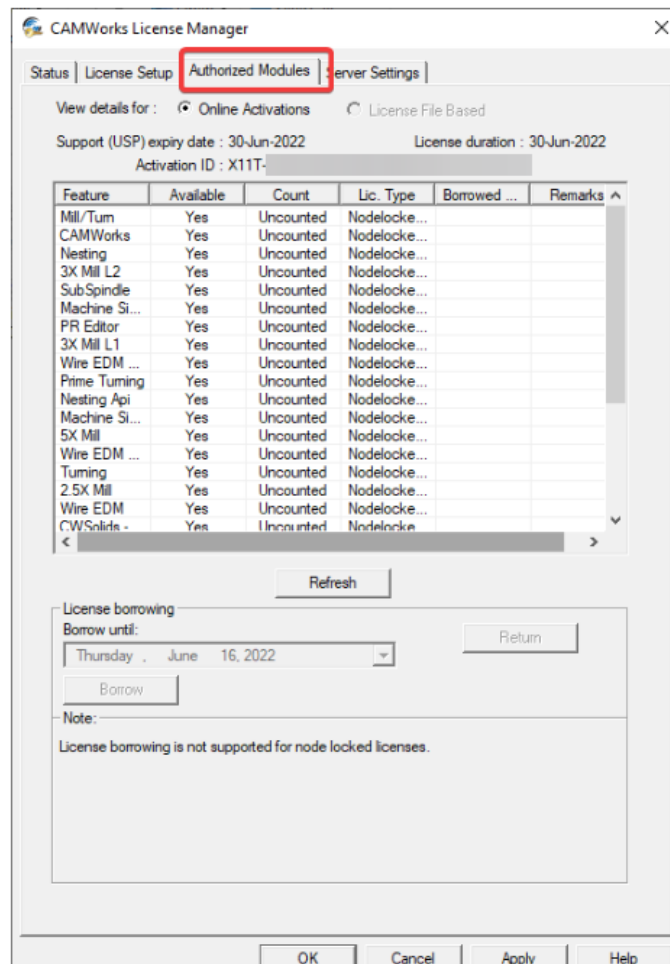 CAMWorks License Manager
Status License Setup Authorized Modules Server Settings
View details for : Online Activations License File Based
Support (USP) expiry date : 30-Jun-2022 License duration : 30-Jun-2022
Activation ID : X11T-
Feature Available Count Lic. Type Borrowed ... Remarks
Mill/Turn Yes Uncounted Nodelocke...
CAMWorks Yes Uncounted Nodelocke...
Nesting Yes Uncounted Nodelocke...
3X Mill L2 Yes Uncounted Nodelocke...
SubSpindle Yes Uncounted Nodelocke...
Machine Si... Yes Uncounted Nodelocke...
PR Editor Yes Uncounted Nodelocke...
3X Mill L1 Yes Uncounted Nodelocke...
Wire EDM ... Yes Uncounted Nodelocke...
Prime Turning Yes Uncounted Nodelocke...
Nesting Api Yes Uncounted Nodelocke...
Machine Si... Yes Uncounted Nodelocke...
5X Mill Yes Uncounted Nodelocke...
Wire EDM ... Yes Uncounted Nodelocke...
Turning Yes Uncounted Nodelocke...
2.5X Mill Yes Uncounted Nodelocke...
Wire EDM Yes Uncounted Nodelocke...
CWSolids - Yes Uncounted Nodelocke
Refresh
License borrowing
Borrow until:
Thursday , June 16, 2022
Return
Borrow
Note:
License borrowing is not supported for node locked licenses.
OK Cancel Apply Help